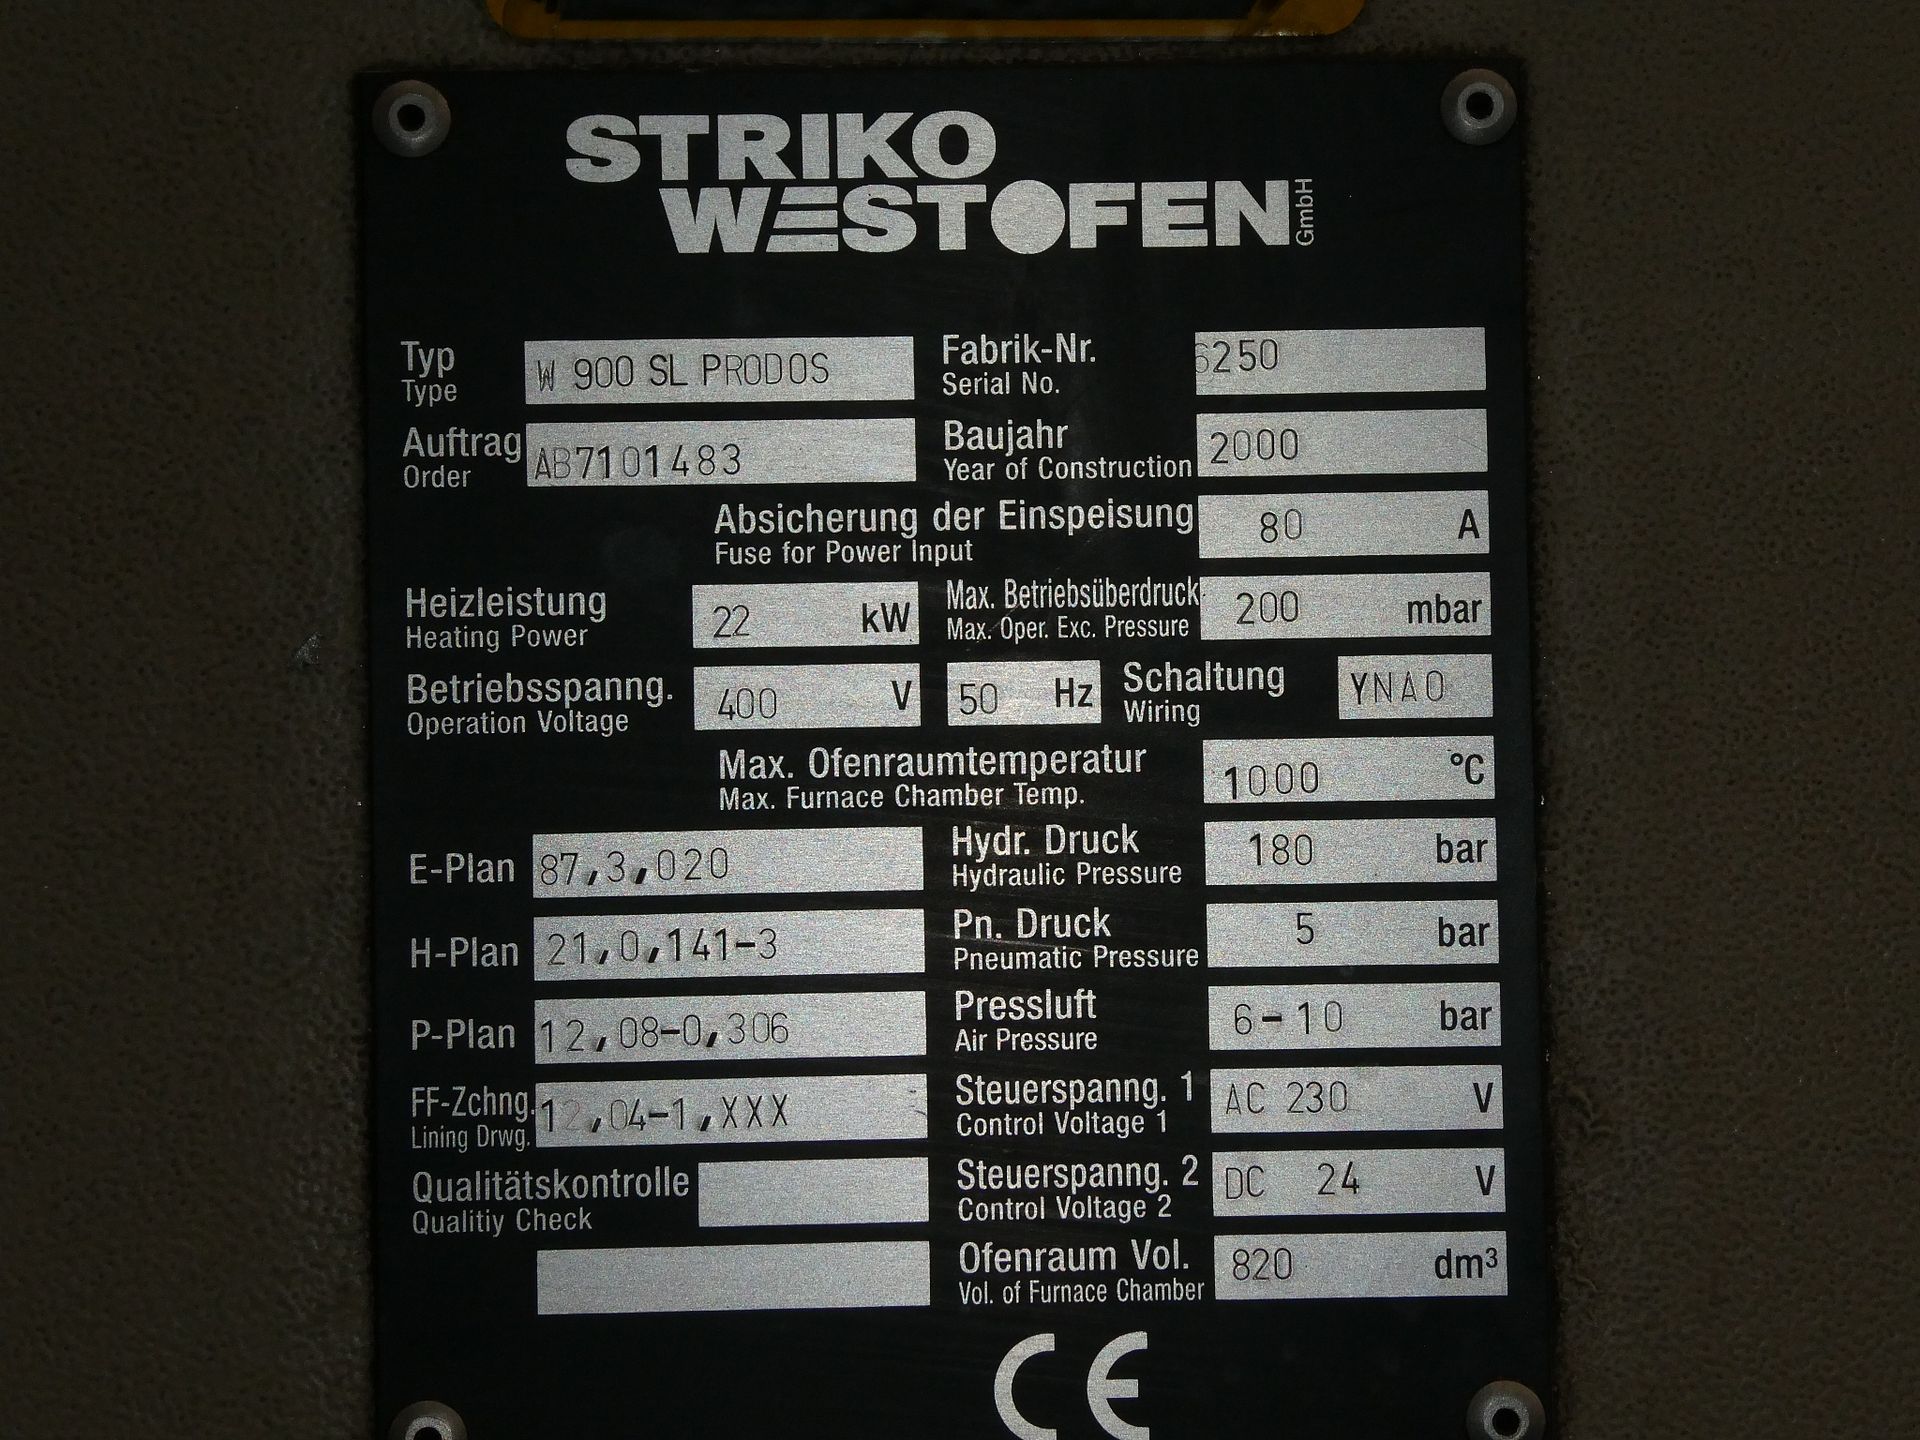 STRIKO
WESTOFEN GmbH
Typ
Type
W 900 SL PRODOS
Fabrik-Nr.
Serial No.
6250
Auftrag
Order
AB7101483
Baujahr
Year of Construction
2000
Absicherung der Einspeisung
Fuse for Power Input
80 A
Heizleistung
Heating Power
22 kW
Max. Betriebsüberdruck
Max. Oper. Exc. Pressure
200 mbar
Betriebsspanng.
Operation Voltage
400 V
50 Hz
Schaltung
Wiring
YNAO
Max. Ofenraumtemperatur
Max. Furnace Chamber Temp.
1000 °C
E-Plan
87,3,020
Hydr. Druck
Hydraulic Pressure
180 bar
H-Plan
21,0,141-3
Pn. Druck
Pneumatic Pressure
5 bar
P-Plan
12,08-0,306
Pressluft
Air Pressure
6-10 bar
FF-Zchng.
Lining Drwg.
12,04-1,XXX
Steuerspanng. 1
Control Voltage 1
AC 230 V
Qualitätskontrolle
Qualitiy Check
Steuerspanng. 2
Control Voltage 2
DC 24 V
Ofenraum Vol.
Vol. of Furnace Chamber
820 dm³
CE